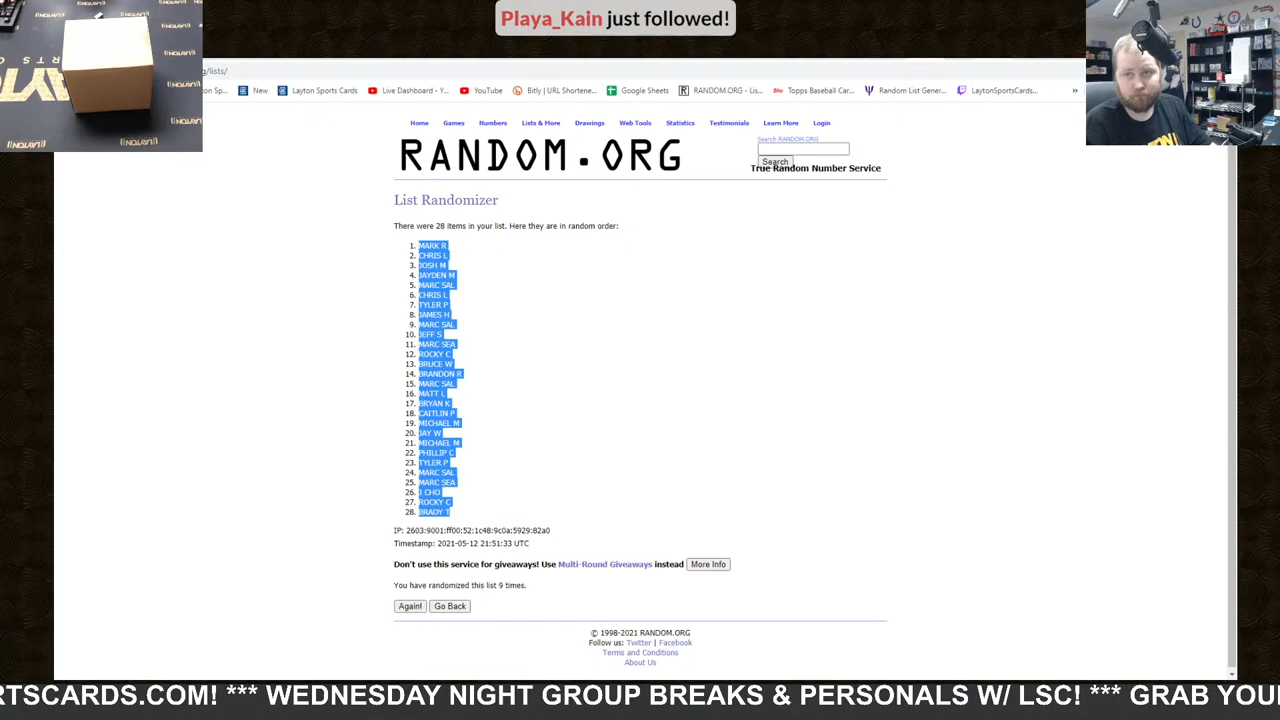 Playa_Kain just followed!
g/lists/
on Sp... New Layton Sports Cards Live Dashboard - Y... YouTube Bitly | URL Shortene... Google Sheets RANDOM.ORG - Lis... Topps Baseball Car... Random List Gener... LaytonSportsCards... »
Home Games Numbers Lists & More Drawings Web Tools Statistics Testimonials Learn More Login
RANDOM.ORG
Search RANDOM.ORG
Search
True Random Number Service
List Randomizer
There were 28 items in your list. Here they are in random order:
1. MARK R
2. CHRIS L
3. JOSH M
4. JAYDEN M
5. MARC SAL
6. CHRIS L
7. TYLER P
8. JAMES H
9. MARC SAL
10. JEFF S
11. MARC SEA
12. ROCKY C
13. BRUCE W
14. BRANDON R
15. MARC SAL
16. MATT L
17. BRYAN K
18. CAITLIN P
19. MICHAEL M
20. JAY W
21. MICHAEL M
22. PHILLIP C
23. TYLER P
24. MARC SAL
25. MARC SEA
26. J CHO
27. ROCKY C
28. BRADY T
IP: 2603:9001:ff00:52:1c48:9c0a:5929:82a0
Timestamp: 2021-05-12 21:51:33 UTC
Don't use this service for giveaways! Use Multi-Round Giveaways instead More Info
You have randomized this list 9 times.
Again! Go Back
© 1998-2021 RANDOM.ORG
Follow us: Twitter | Facebook
Terms and Conditions
About Us
RTSCARDS.COM! *** WEDNESDAY NIGHT GROUP BREAKS & PERSONALS W/ LSC! *** GRAB YOU